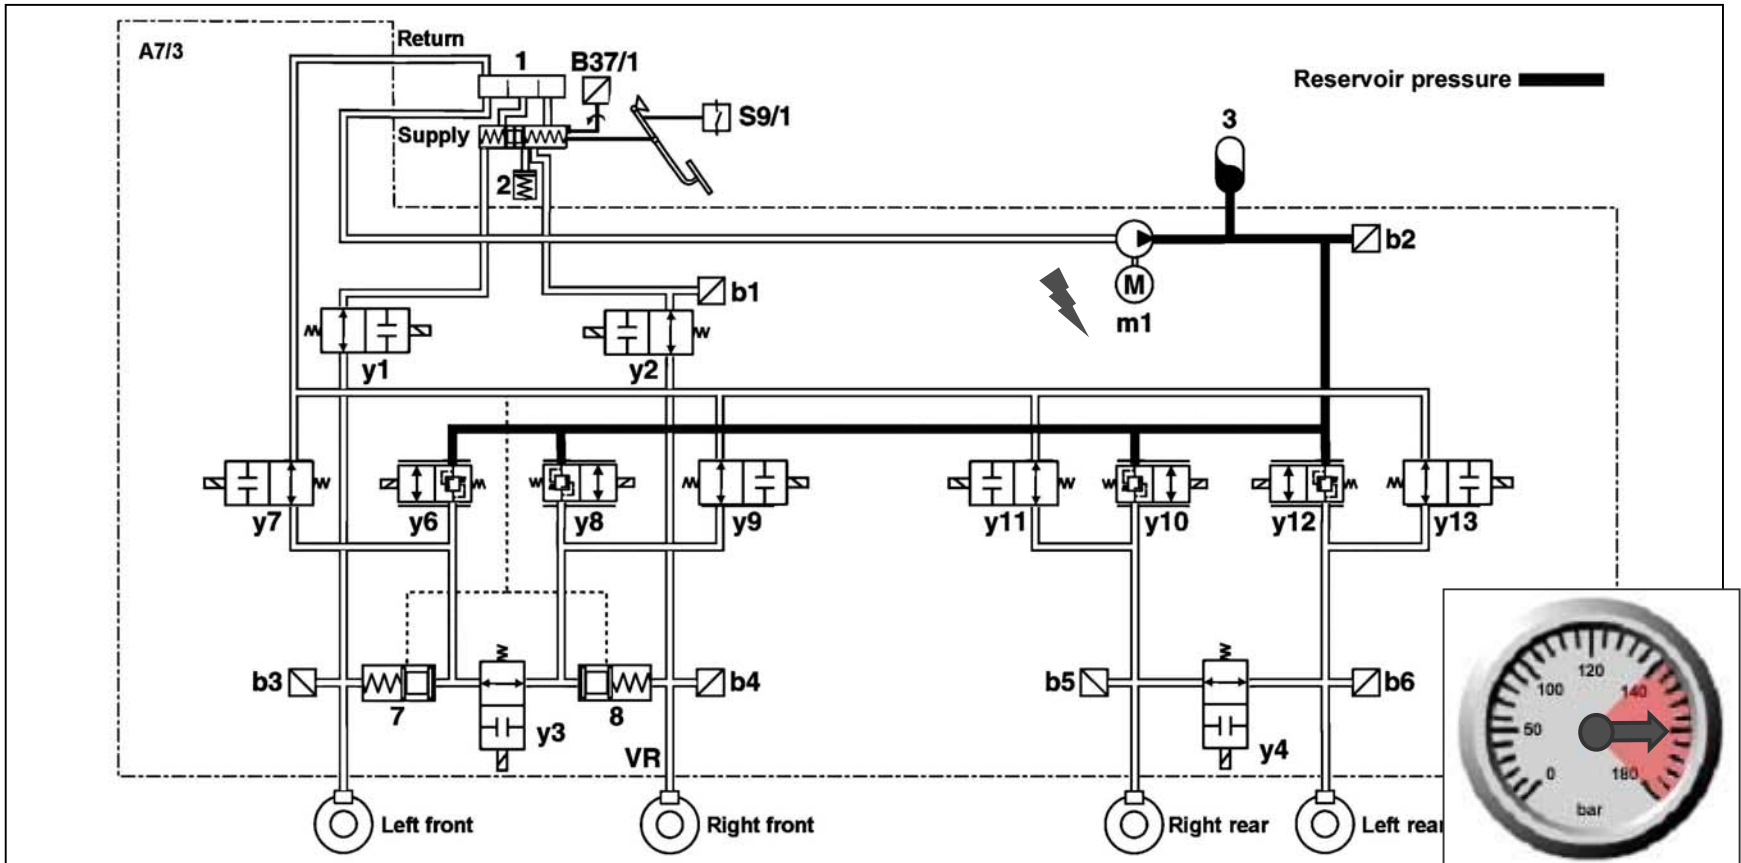 A7/3
Return
1
B37/1
Reservoir pressure
S9/1
Supply
3
2
b2
b1
M
m1
y1
y2
y7
y6
y8
y9
y11
y10
y12
y13
b3
b4
b5
b6
7
8
y3
VR
y4
Left front
Right front
Right rear
Left rear
120
100
140
50
0
180
bar